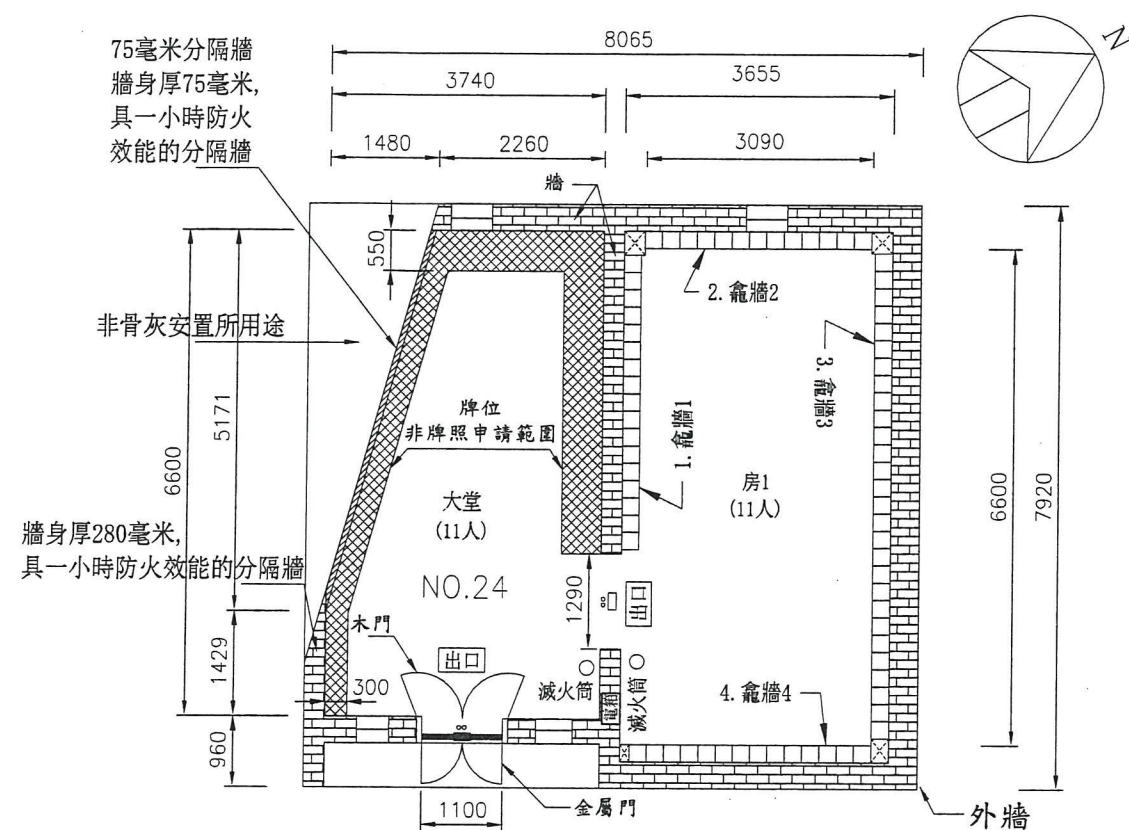 8065
N
75毫米分隔牆
牆身厚75毫米,
具一小時防火
效能的分隔牆
3740
3655
1480
2260
3090
牆
550
2.龕牆2
非骨灰安置所用途
3.龕牆3
牌位
非牌照申請範圍
1.龕牆1
5171
6600
大堂
(11人)
房1
(11人)
6600
7920
牆身厚280毫米,
具一小時防火效能的分隔牆
NO.24
1290
出口
木門
出口
1429
300
滅火筒
電箱
滅火筒
4.龕牆4
960
1100
金屬門
外牆